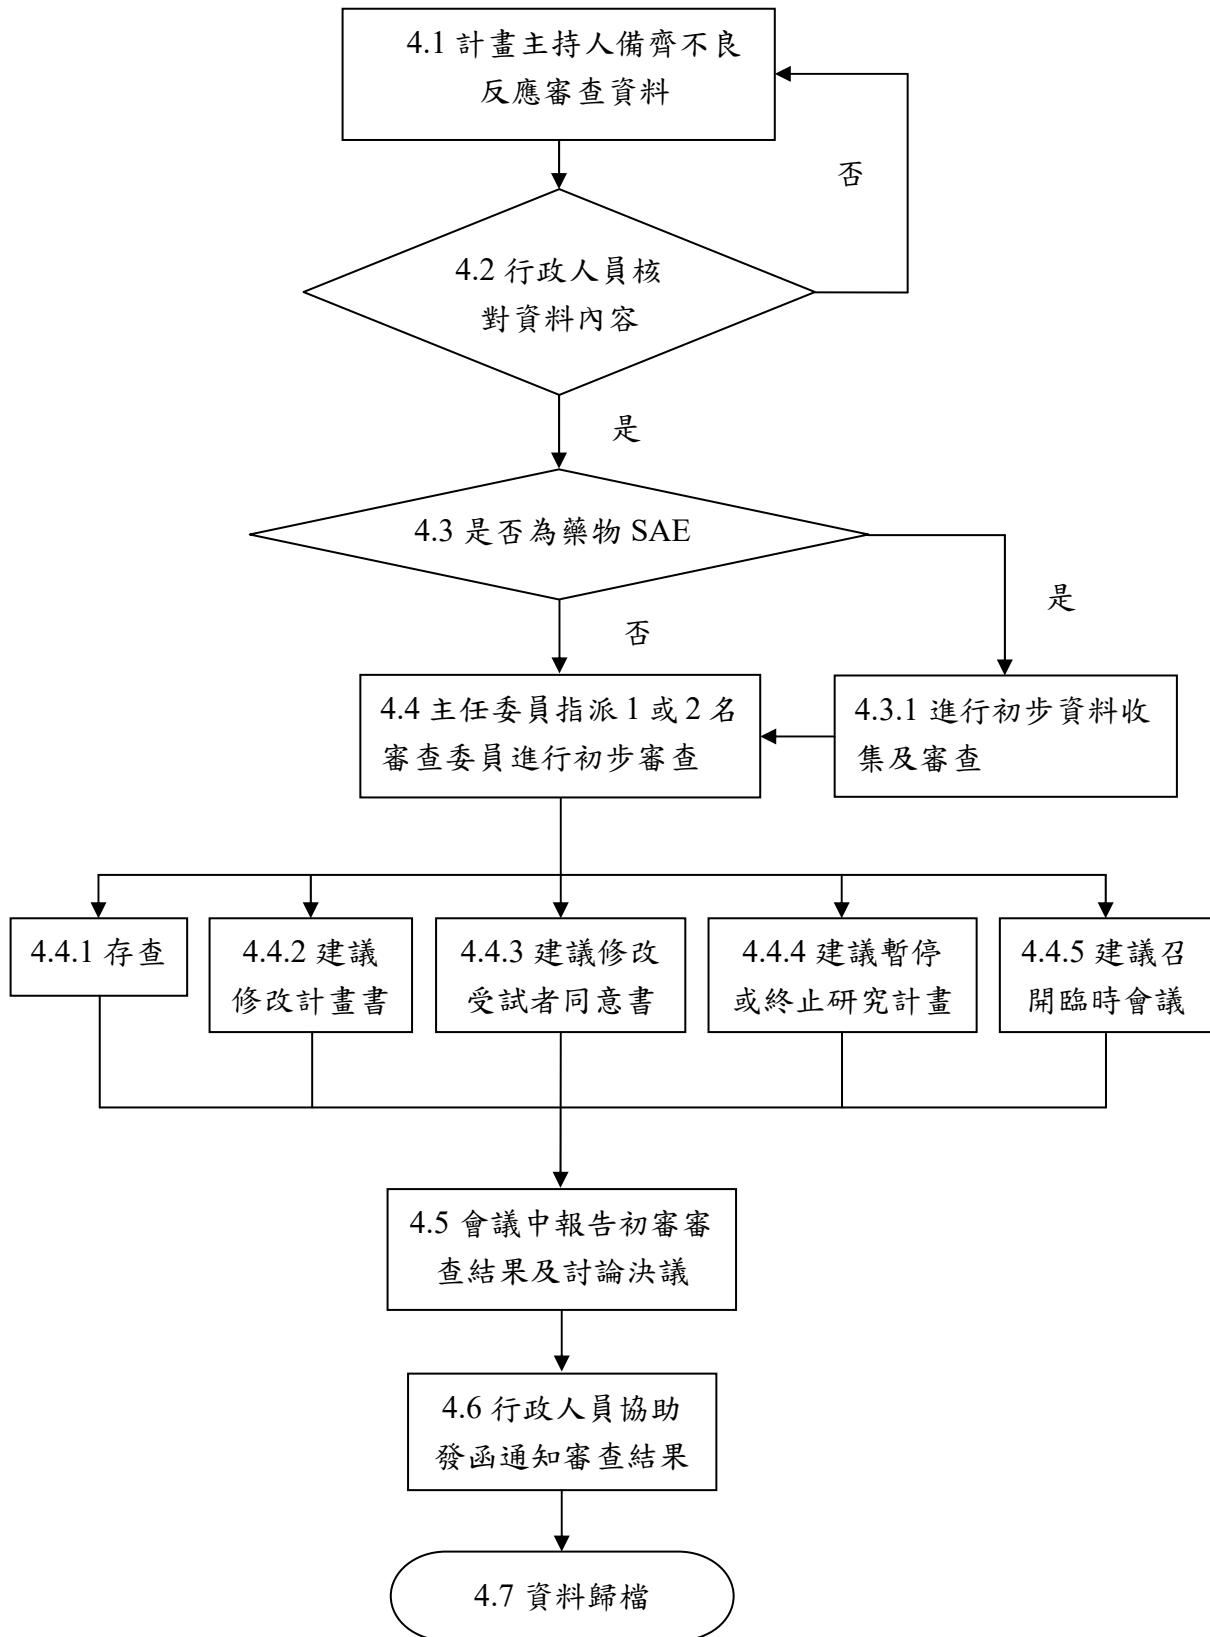 4.1 計畫主持人備齊不良
反應審查資料
否
4.2 行政人員核
對資料內容
是
4.3 是否為藥物 SAE
是
否
4.4 主任委員指派 1 或 2 名
審查委員進行初步審查
4.3.1 進行初步資料收
集及審查
4.4.1 存查
4.4.2 建議
修改計畫書
4.4.3 建議修改
受試者同意書
4.4.4 建議暫停
或終止研究計畫
4.4.5 建議召
開臨時會議
4.5 會議中報告初審審
查結果及討論決議
4.6 行政人員協助
發函通知審查結果
4.7 資料歸檔